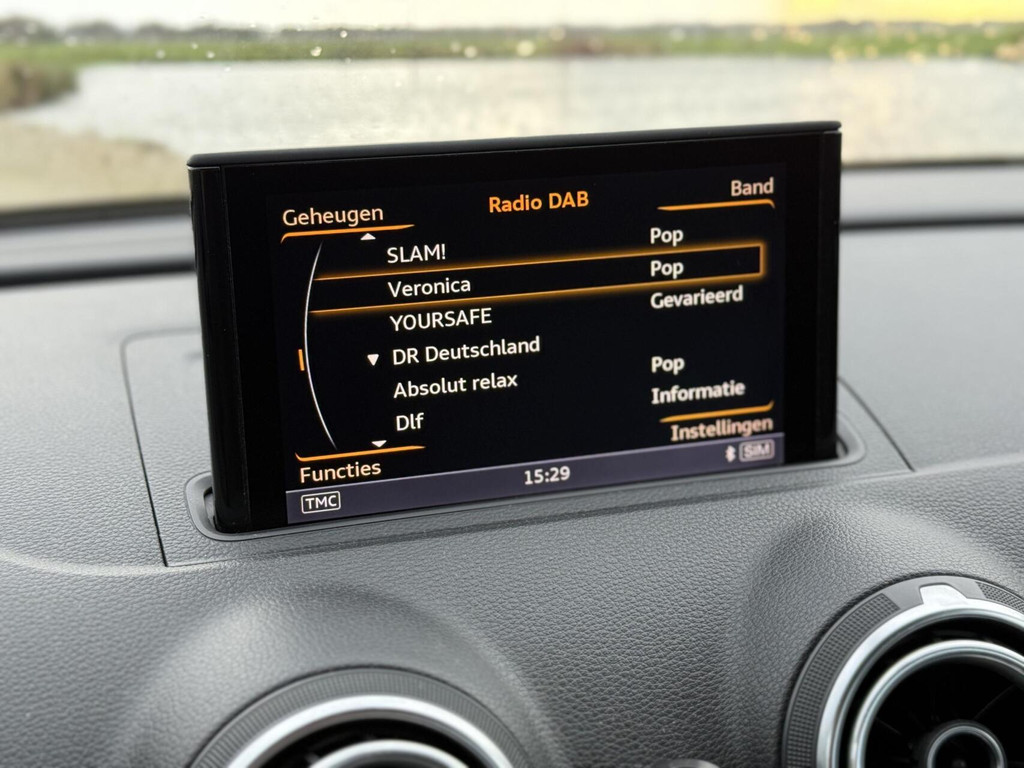 Geheugen Radio DAB Band
SLAM! Pop
Veronica Pop
YOURSAFE Gevarieerd
DR Deutschland
Absolut relax Pop
Dlf Informatie
Functies Instellingen
TMC 15:29 SIM